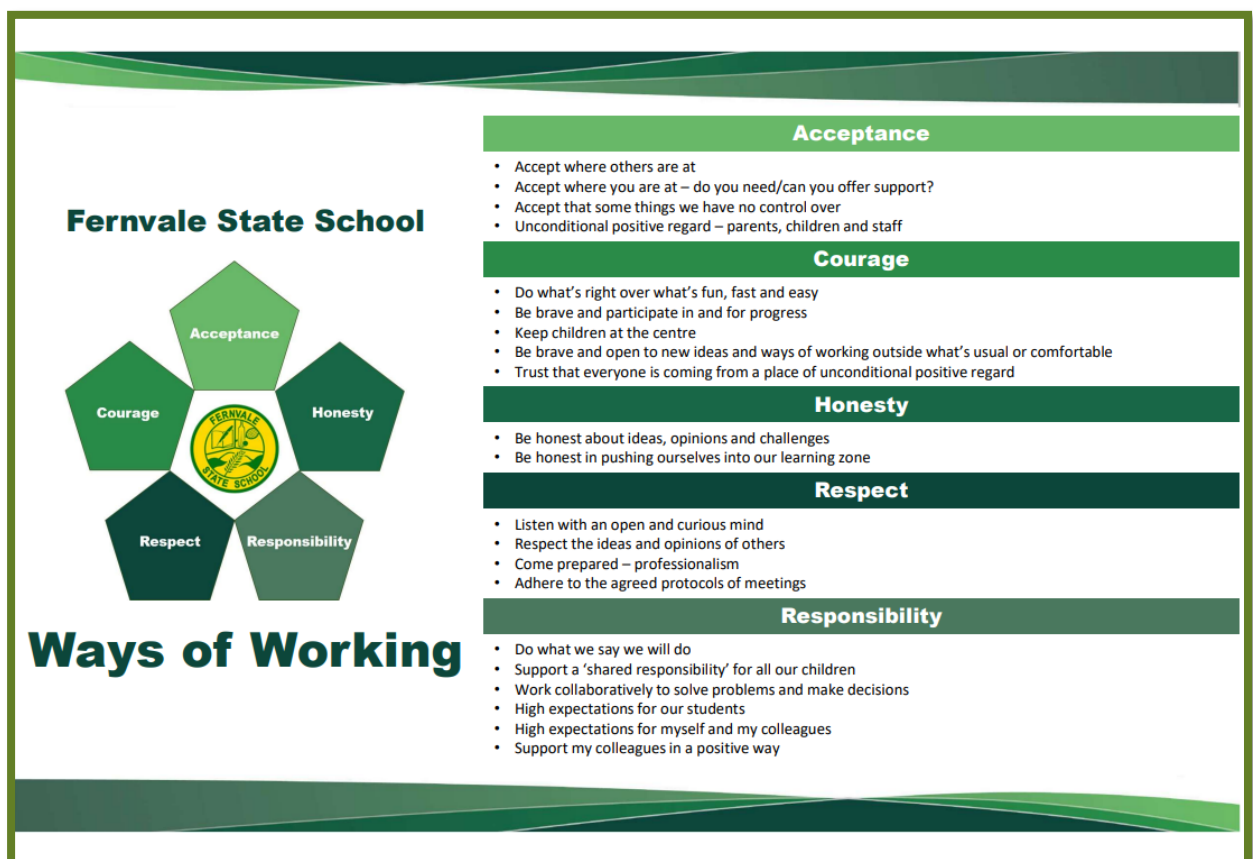 Fernvale State School
Acceptance
Courage
Honesty
FERNVALE
STATE SCHOOL
Respect
Responsibility
Ways of Working
Acceptance
• Accept where others are at
• Accept where you are at – do you need/can you offer support?
• Accept that some things we have no control over
• Unconditional positive regard – parents, children and staff
Courage
• Do what’s right over what’s fun, fast and easy
• Be brave and participate in and for progress
• Keep children at the centre
• Be brave and open to new ideas and ways of working outside what’s usual or comfortable
• Trust that everyone is coming from a place of unconditional positive regard
Honesty
• Be honest about ideas, opinions and challenges
• Be honest in pushing ourselves into our learning zone
Respect
• Listen with an open and curious mind
• Respect the ideas and opinions of others
• Come prepared – professionalism
• Adhere to the agreed protocols of meetings
Responsibility
• Do what we say we will do
• Support a ‘shared responsibility’ for all our children
• Work collaboratively to solve problems and make decisions
• High expectations for our students
• High expectations for myself and my colleagues
• Support my colleagues in a positive way